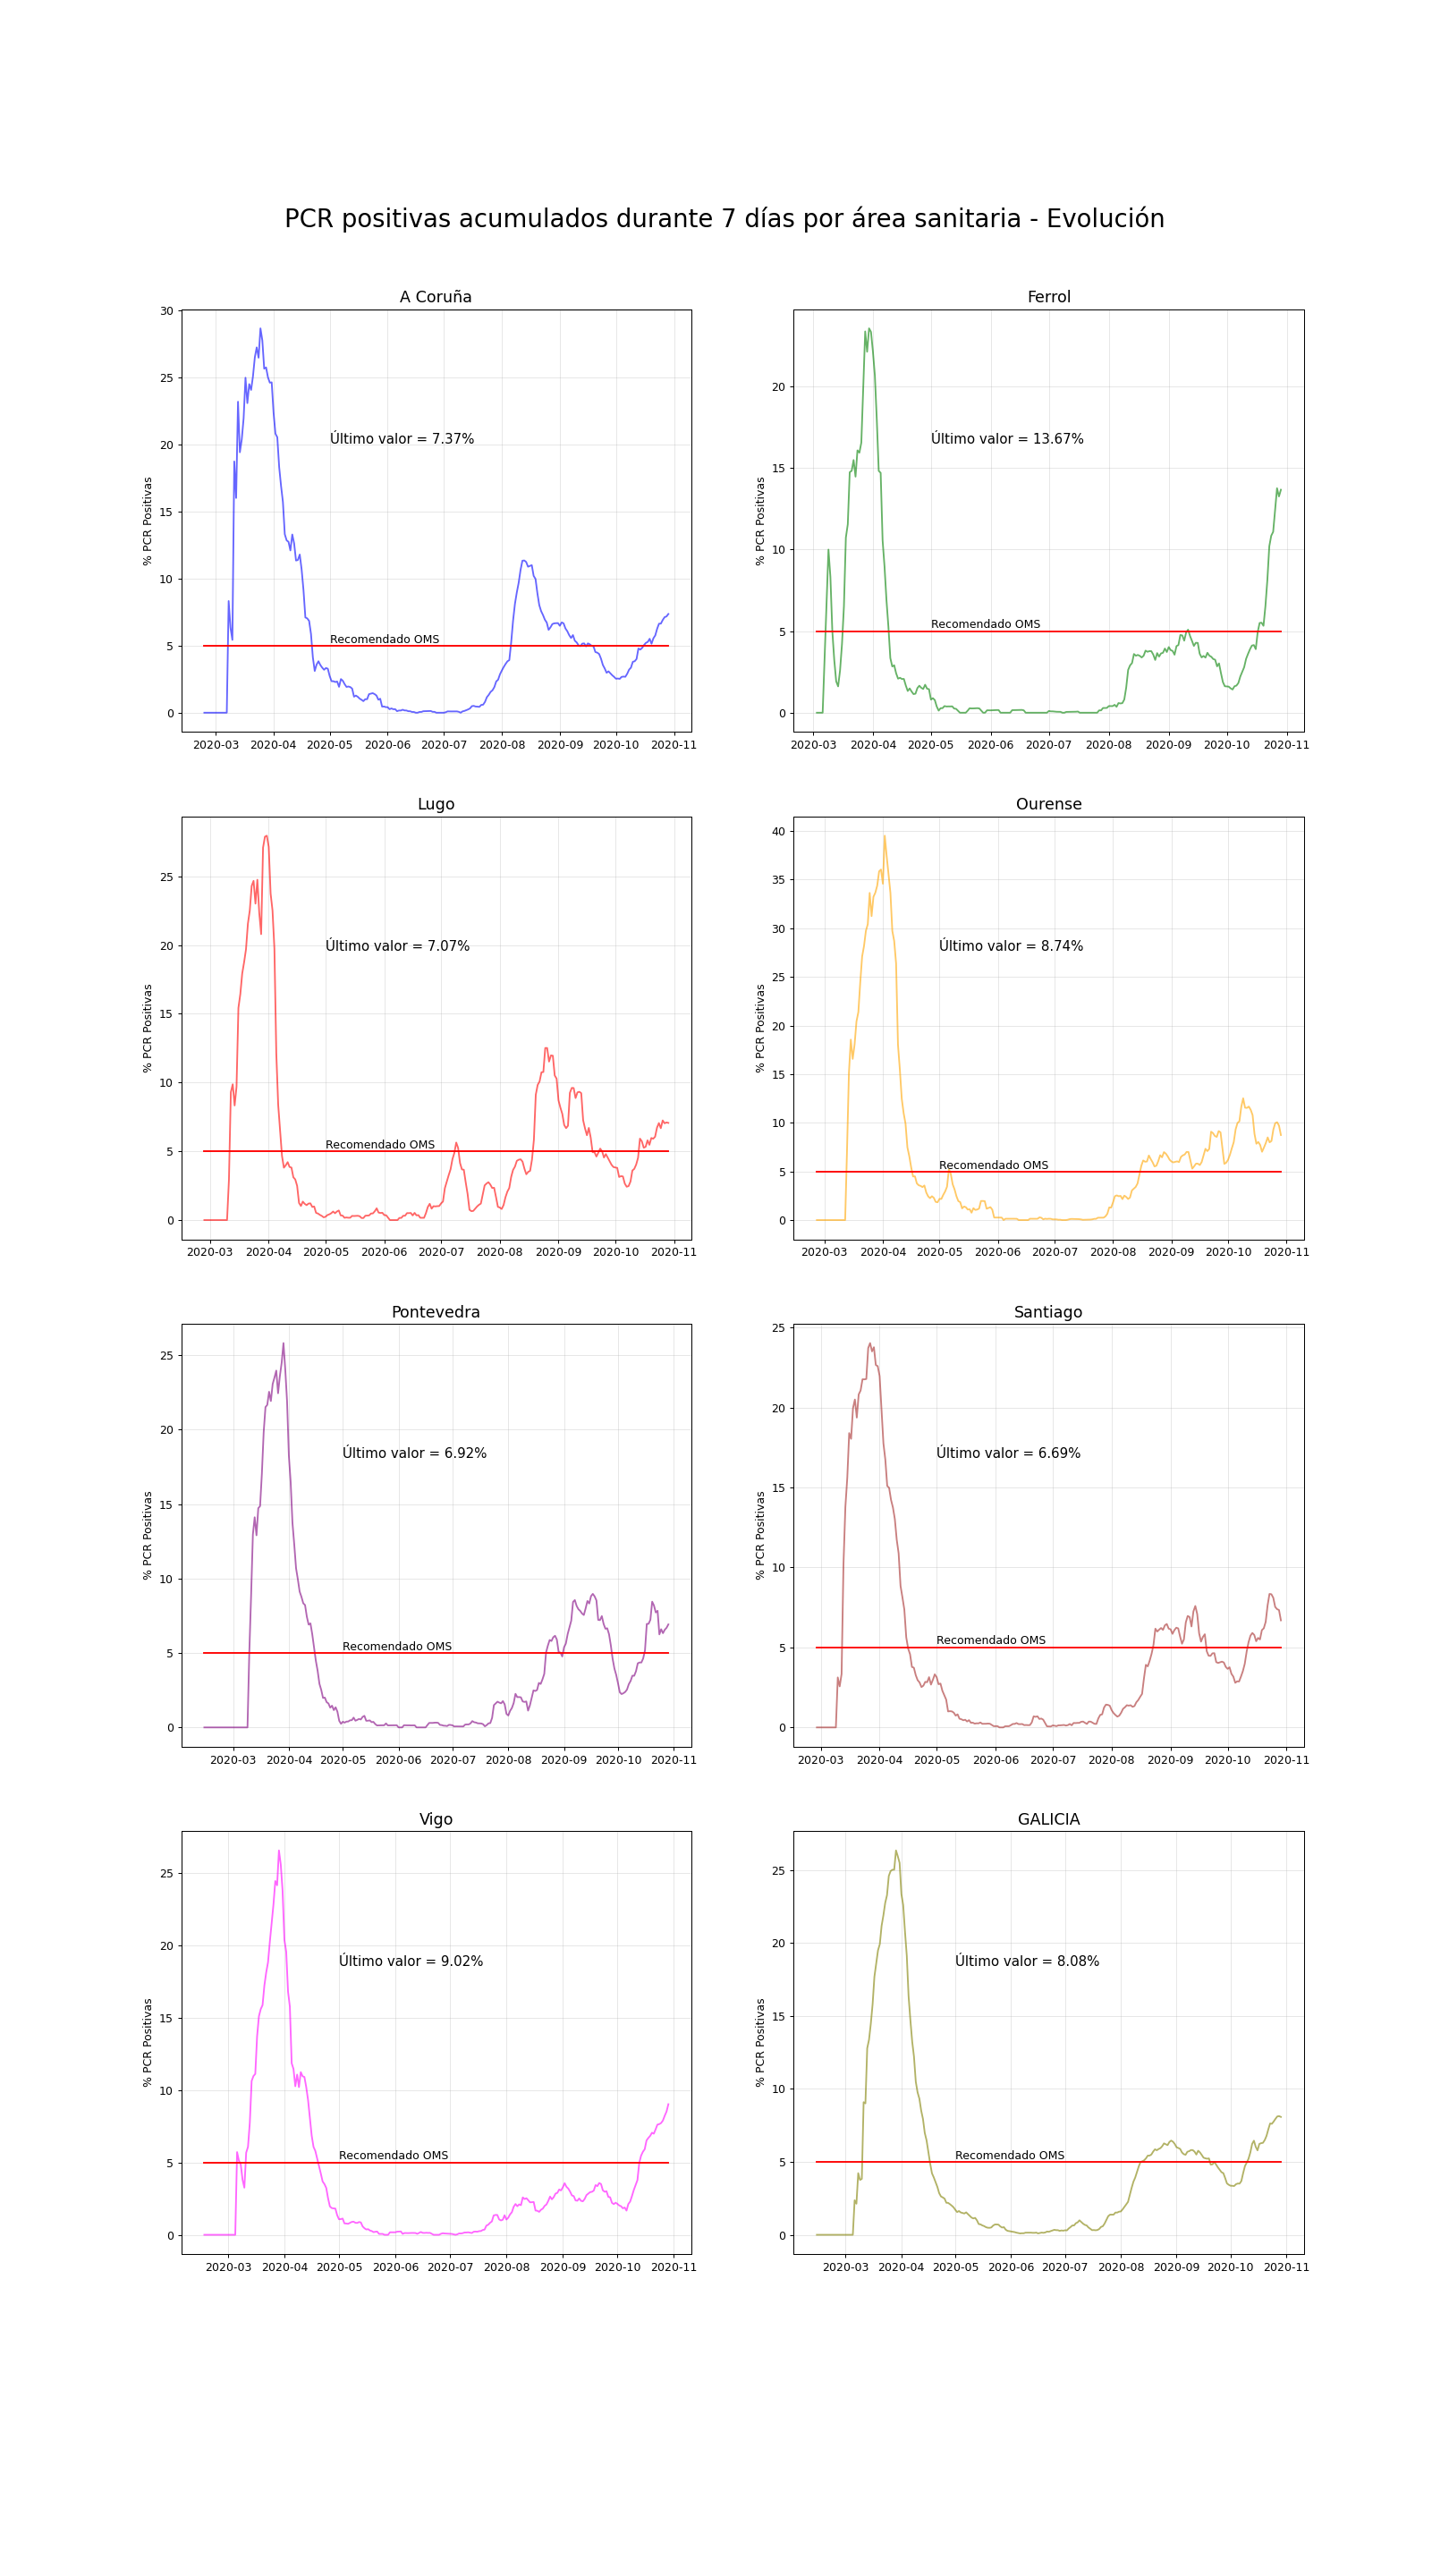 PCR positivas acumulados durante 7 días por área sanitaria - Evolución
A Coruña
% PCR Positivas
30
25
20
15
10
5
0
Último valor = 7.37%
Recomendado OMS
2020-03 2020-04 2020-05 2020-06 2020-07 2020-08 2020-09 2020-10 2020-11
Ferrol
% PCR Positivas
20
15
10
5
0
Último valor = 13.67%
Recomendado OMS
2020-03 2020-04 2020-05 2020-06 2020-07 2020-08 2020-09 2020-10 2020-11
Lugo
% PCR Positivas
25
20
15
10
5
0
Último valor = 7.07%
Recomendado OMS
2020-03 2020-04 2020-05 2020-06 2020-07 2020-08 2020-09 2020-10 2020-11
Ourense
% PCR Positivas
40
35
30
25
20
15
10
5
0
Último valor = 8.74%
Recomendado OMS
2020-03 2020-04 2020-05 2020-06 2020-07 2020-08 2020-09 2020-10 2020-11
Pontevedra
% PCR Positivas
25
20
15
10
5
0
Último valor = 6.92%
Recomendado OMS
2020-03 2020-04 2020-05 2020-06 2020-07 2020-08 2020-09 2020-10 2020-11
Santiago
% PCR Positivas
25
20
15
10
5
0
Último valor = 6.69%
Recomendado OMS
2020-03 2020-04 2020-05 2020-06 2020-07 2020-08 2020-09 2020-10 2020-11
Vigo
% PCR Positivas
25
20
15
10
5
0
Último valor = 9.02%
Recomendado OMS
2020-03 2020-04 2020-05 2020-06 2020-07 2020-08 2020-09 2020-10 2020-11
GALICIA
% PCR Positivas
25
20
15
10
5
0
Último valor = 8.08%
Recomendado OMS
2020-03 2020-04 2020-05 2020-06 2020-07 2020-08 2020-09 2020-10 2020-11